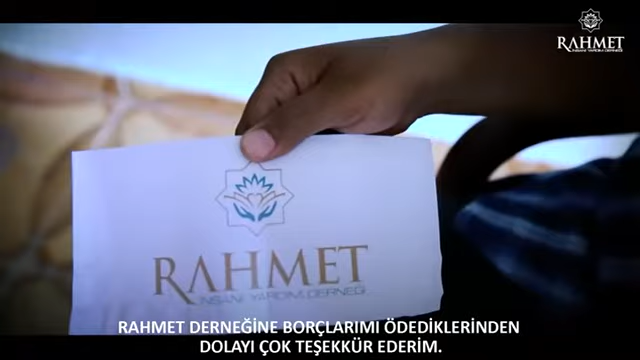 RAHMET
İNSANİ YARDIM DERNEĞİ
RAHMET
İNSANİ YARDIM DERNEĞİ
RAHMET DERNEĞİNE BORÇLARIMI ÖDEDİKLERİNDEN
DOLAYI ÇOK TEŞEKKÜR EDERİM.